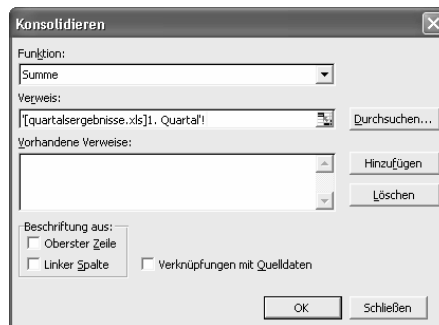 Konsolidieren
Funktion:
Summe
Verweis:
'[quartalsergebnisse.xls]1. Quartal'!
Durchsuchen...
Vorhandene Verweise:
Hinzufügen
Löschen
Beschriftung aus:
Oberster Zeile
Linker Spalte
Verknüpfungen mit Quelldaten
OK
Schließen